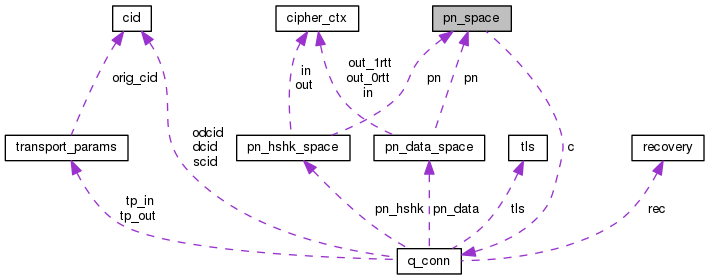 cid
cipher_ctx
pn_space
orig_cid
in
out
out_1rtt
out_0rtt
in
pn
pn
odcid
dcid
scid
transport_params
pn_hshk_space
pn_data_space
tls
c
recovery
tp_in
tp_out
pn_hshk
pn_data
tls
rec
q_conn